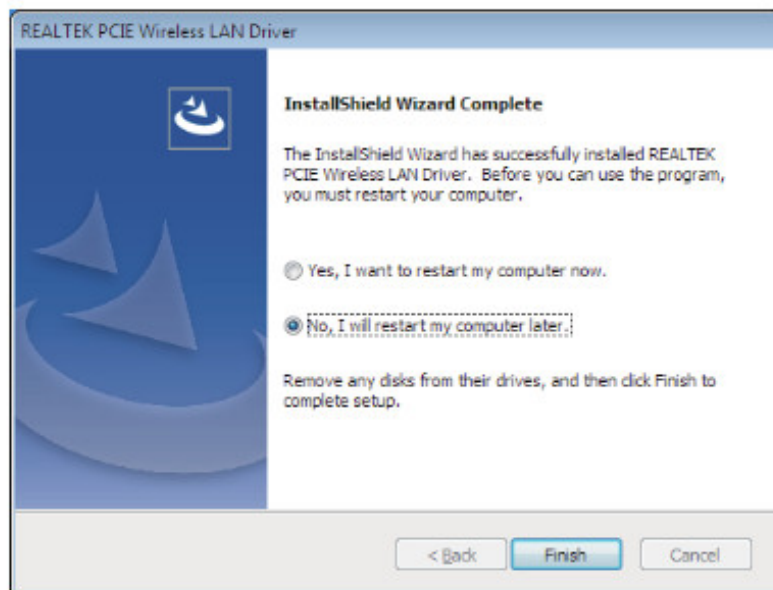 REALTEK PCIE Wireless LAN Driver
InstallShield Wizard Complete
The InstallShield Wizard has successfully installed REALTEK
PCIE Wireless LAN Driver. Before you can use the program,
you must restart your computer.
Yes, I want to restart my computer now.
No, I will restart my computer later.
Remove any disks from their drives, and then click Finish to
complete setup.
< Back Finish Cancel